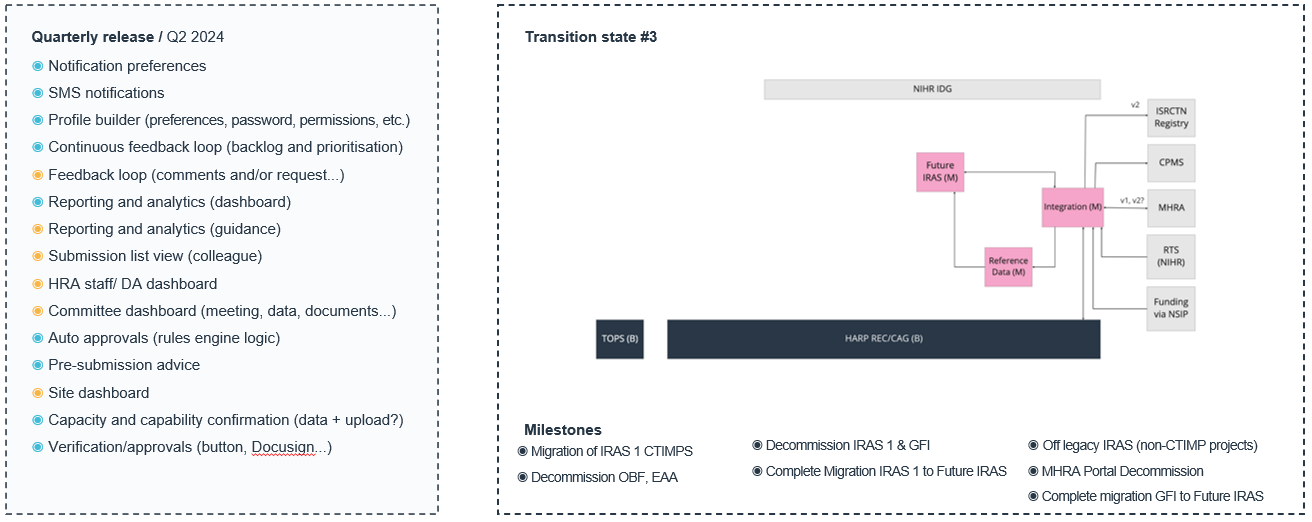 Quarterly release / Q2 2024
Notification preferences
SMS notifications
Profile builder (preferences, password, permissions, etc.)
Continuous feedback loop (backlog and prioritisation)
Feedback loop (comments and/or request...)
Reporting and analytics (dashboard)
Reporting and analytics (guidance)
Submission list view (colleague)
HRA staff/ DA dashboard
Committee dashboard (meeting, data, documents...)
Auto approvals (rules engine logic)
Pre-submission advice
Site dashboard
Capacity and capability confirmation (data + upload?)
Verification/approvals (button, Docusign...)
Transition state #3
NIHR IDG
v2
ISRCTN
Registry
CPMS
Future
IRAS (M)
Integration (M)
v1, v2?
MHRA
Reference
Data (M)
RTS
(NIHR)
Funding
via NSIP
TOPS (B)
HARP REC/CAG (B)
Milestones
Migration of IRAS 1 CTIMPS
Decommission OBF, EAA
Decommission IRAS 1 & GFI
Complete Migration IRAS 1 to Future IRAS
Off legacy IRAS (non-CTIMP projects)
MHRA Portal Decommission
Complete migration GFI to Future IRAS